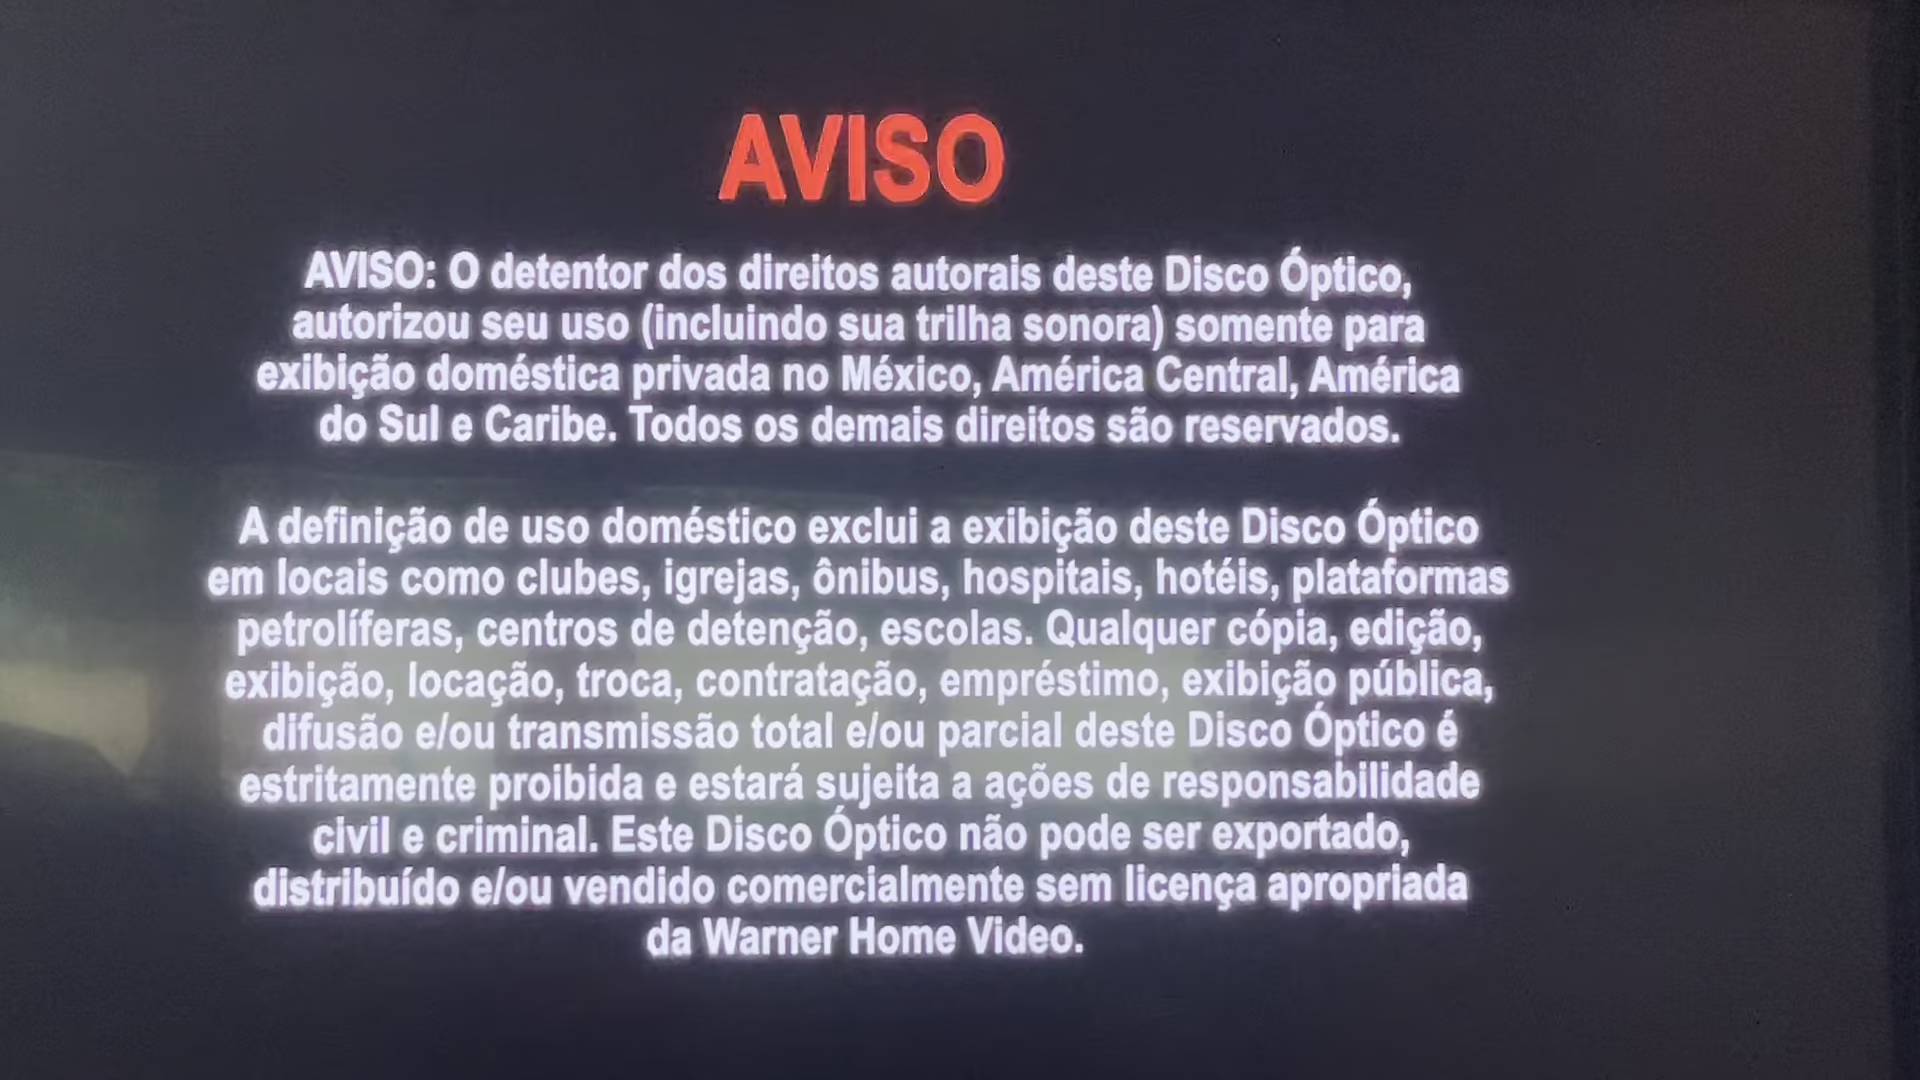 AVISO
AVISO: O detentor dos direitos autorais deste Disco Óptico,
autorizou seu uso (incluindo sua trilha sonora) somente para
exibição doméstica privada no México, América Central, América
do Sul e Caribe. Todos os demais direitos são reservados.
A definição de uso doméstico exclui a exibição deste Disco Óptico
em locais como clubes, igrejas, ônibus, hospitais, hotéis, plataformas
petrolíferas, centros de detenção, escolas. Qualquer cópia, edição,
exibição, locação, troca, contratação, empréstimo, exibição pública,
difusão e/ou transmissão total e/ou parcial deste Disco Óptico é
estritamente proibida e estará sujeita a ações de responsabilidade
civil e criminal. Este Disco Óptico não pode ser exportado,
distribuído e/ou vendido comercialmente sem licença apropriada
da Warner Home Video.